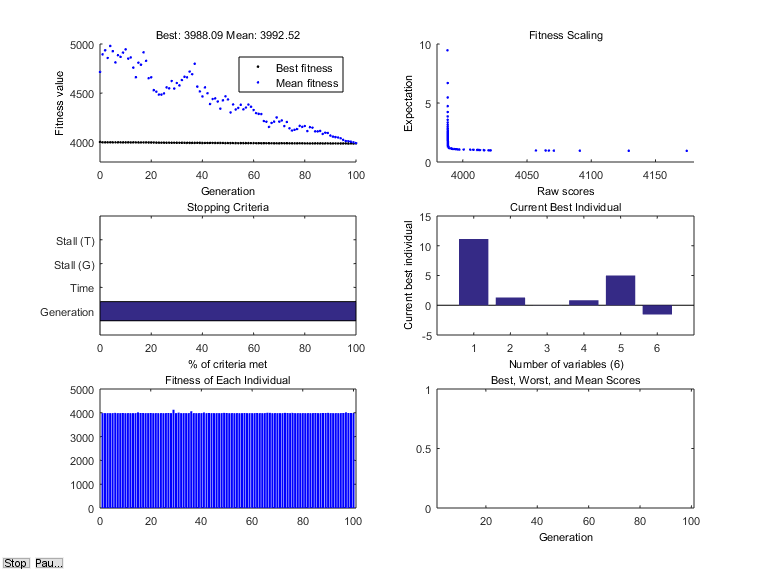 Best: 3988.09 Mean: 3992.52
5000
4500
4000
Fitness value
Best fitness
Mean fitness
0 20 40 60 80 100
Generation
Fitness Scaling
10
5
0
Expectation
4000 4050 4100 4150
Raw scores
Stopping Criteria
Stall (T)
Stall (G)
Time
Generation
0 20 40 60 80 100
% of criteria met
Current Best Individual
15
10
5
0
-5
Current best individual
1 2 3 4 5 6
Number of variables (6)
Fitness of Each Individual
5000
4000
3000
2000
1000
0
0 20 40 60 80 100
Best, Worst, and Mean Scores
1
0.5
0
20 40 60 80 100
Generation
Stop Pau...